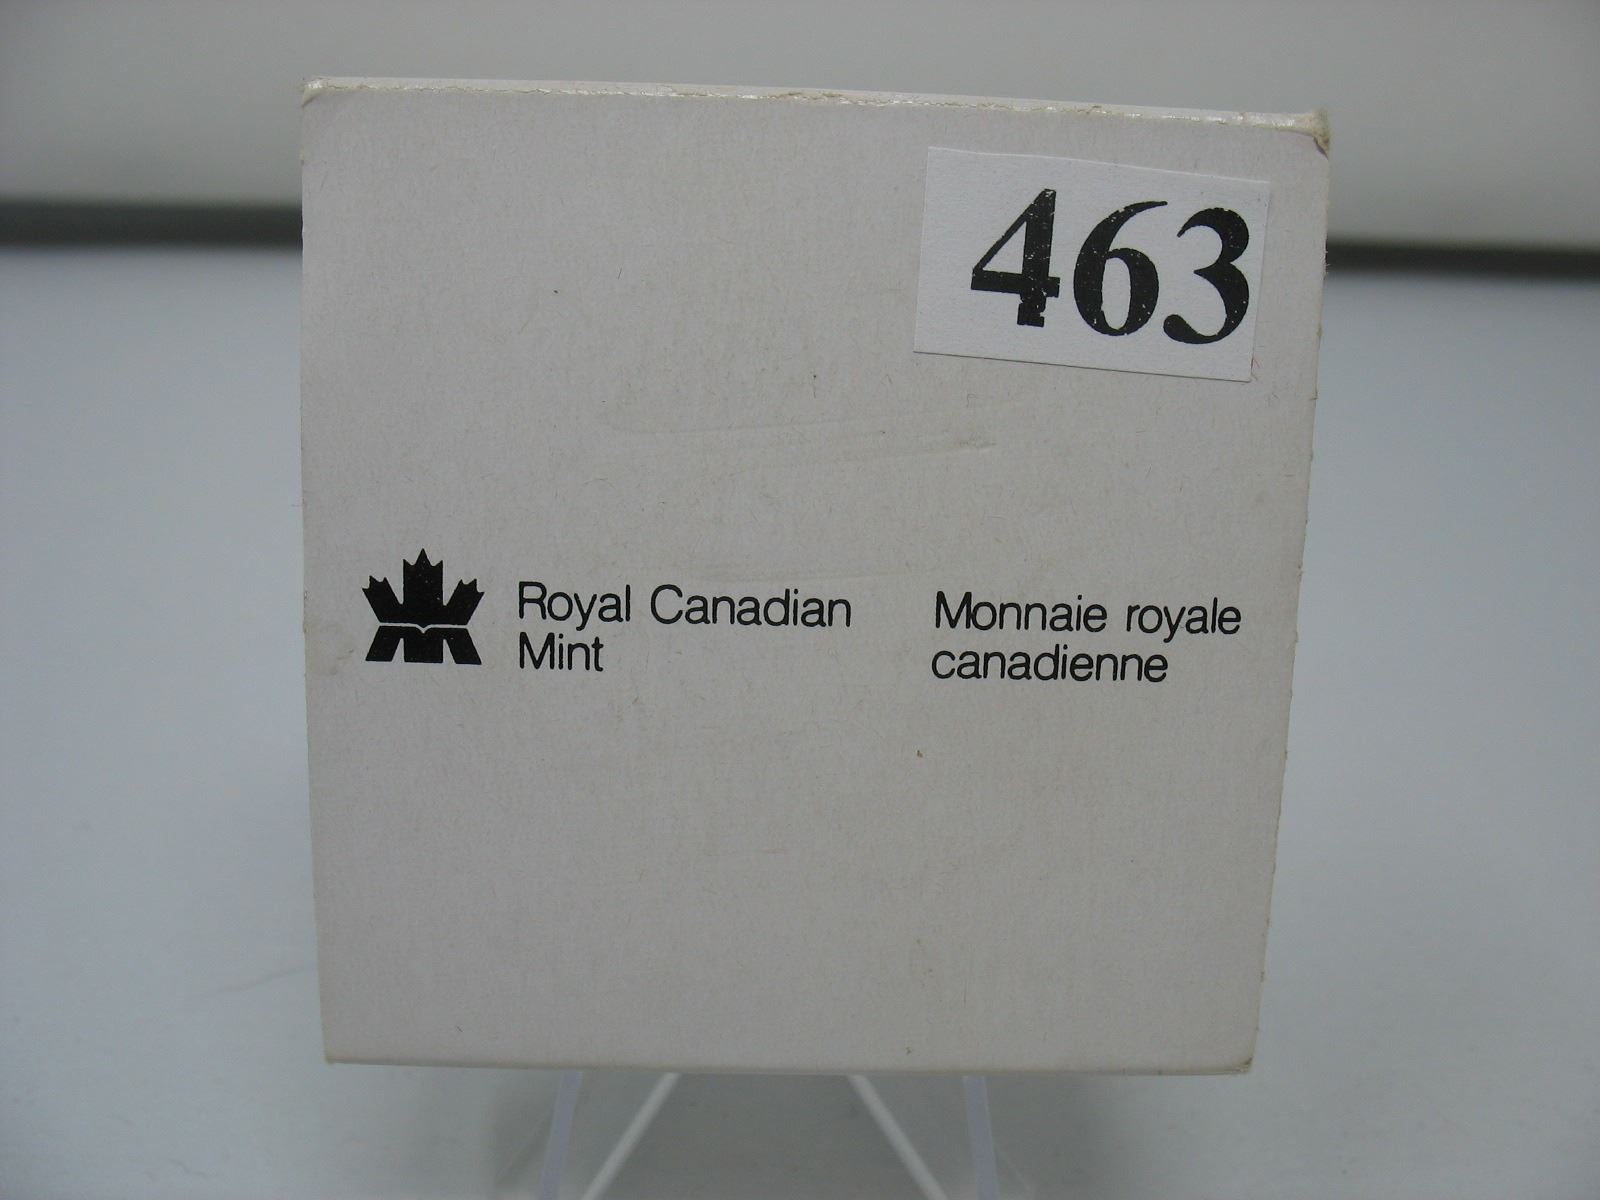 463
Royal Canadian
Mint
Monnaie royale
canadienne